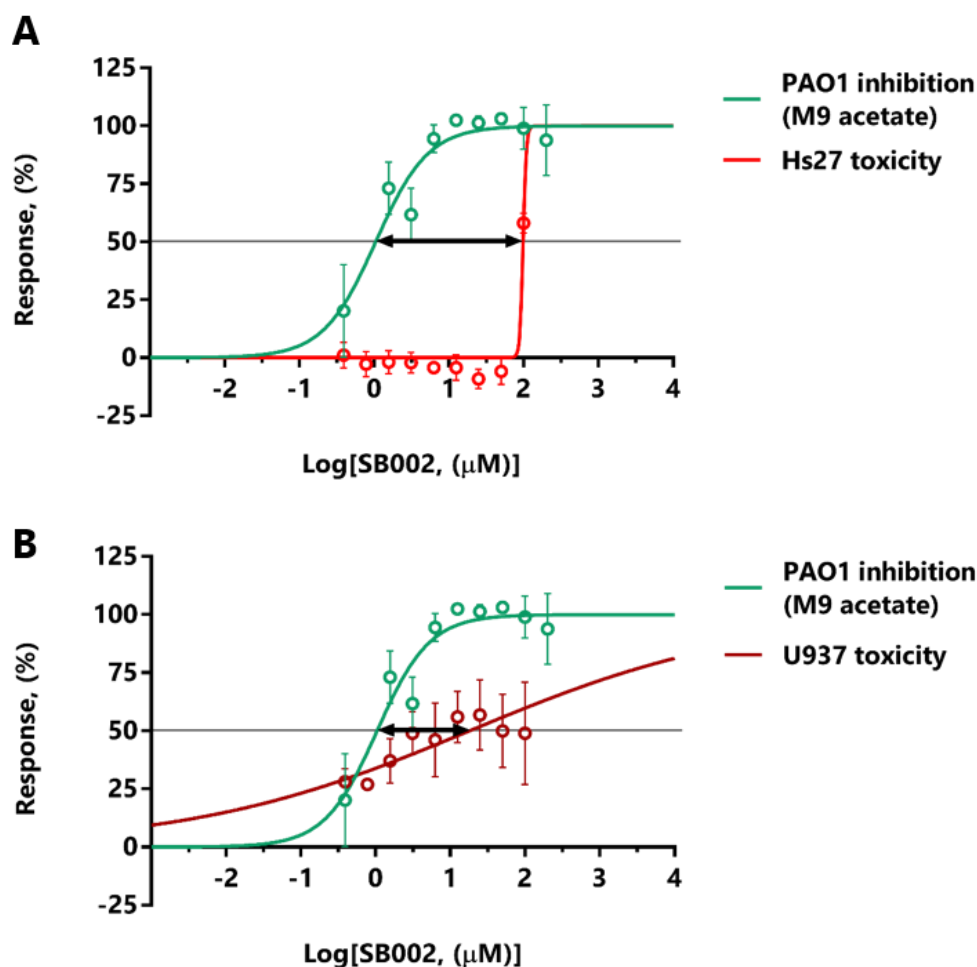 A
125
100
75
50
25
0
-25
Response, (%)
-2
-1
0
1
2
3
4
Log[SB002, (μM)]
PAO1 inhibition
(M9 acetate)
Hs27 toxicity
B
125
100
75
50
25
0
-25
Response, (%)
-2
-1
0
1
2
3
4
Log[SB002, (μM)]
PAO1 inhibition
(M9 acetate)
U937 toxicity